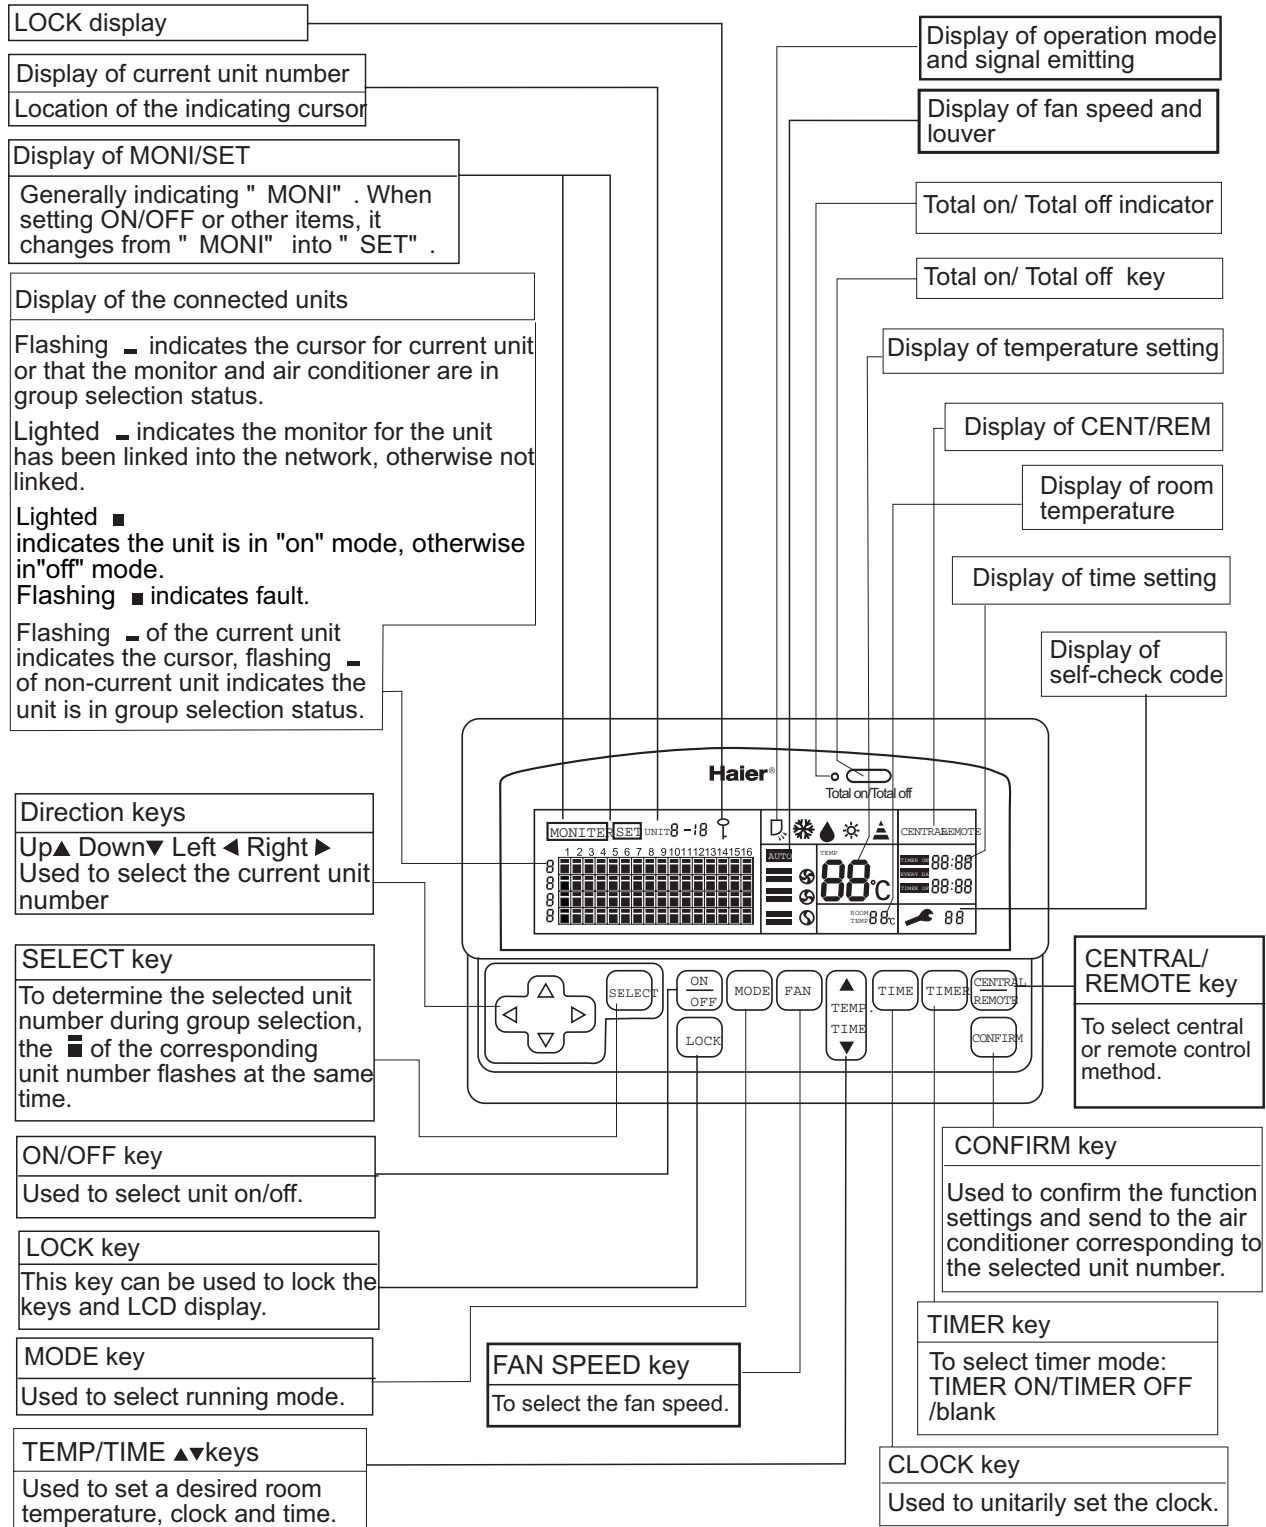 LOCK display
Display of current unit number
Location of the indicating cursor
Display of MONI/SET
Generally indicating " MONI" . When
setting ON/OFF or other items, it
changes from " MONI" into " SET" .
Display of the connected units
Flashing ▬ indicates the cursor for current unit
or that the monitor and air conditioner are in
group selection status.
Lighted ▬ indicates the monitor for the unit
has been linked into the network, otherwise not
linked.
Lighted ■
indicates the unit is in "on" mode, otherwise
in"off" mode.
Flashing ■ indicates fault.
Flashing ▬ of the current unit
indicates the cursor, flashing ▬
of non-current unit indicates the
unit is in group selection status.
Direction keys
Up▲ Down▼ Left ◀ Right ▶
Used to select the current unit
number
SELECT key
To determine the selected unit
number during group selection,
the of the corresponding
unit number flashes at the same
time.
ON/OFF key
Used to select unit on/off.
LOCK key
This key can be used to lock the
keys and LCD display.
MODE key
Used to select running mode.
TEMP/TIME ▲▼keys
Used to set a desired room
temperature, clock and time.
FAN SPEED key
To select the fan speed.
Display of operation mode
and signal emitting
Display of fan speed and
louver
Total on/ Total off indicator
Total on/ Total off key
Display of temperature setting
Display of CENT/REM
Display of room
temperature
Display of time setting
Display of
self-check code
Haier®
Total on/Total off
MONITER SET UNIT8 -18
1 2 3 4 5 6 7 8 9 10 11 12 13 14 15 16
8
8
8
8
AUTO
TEMP
88°C
ROOM
TEMP 88°C
CENTRAL REMOTE
TIMER ON 88:88
EVERY DA
TIMER 88:88
88
SELECT
ON
OFF
MODE
FAN
▲
TEMP.
TIME
▼
TIME
TIMER
CENTRAL
REMOTE
LOCK
CONFIRM
CENTRAL/
REMOTE key
To select central
or remote control
method.
CONFIRM key
Used to confirm the function
settings and send to the air
conditioner corresponding to
the selected unit number.
TIMER key
To select timer mode:
TIMER ON/TIMER OFF
/blank
CLOCK key
Used to unitarily set the clock.